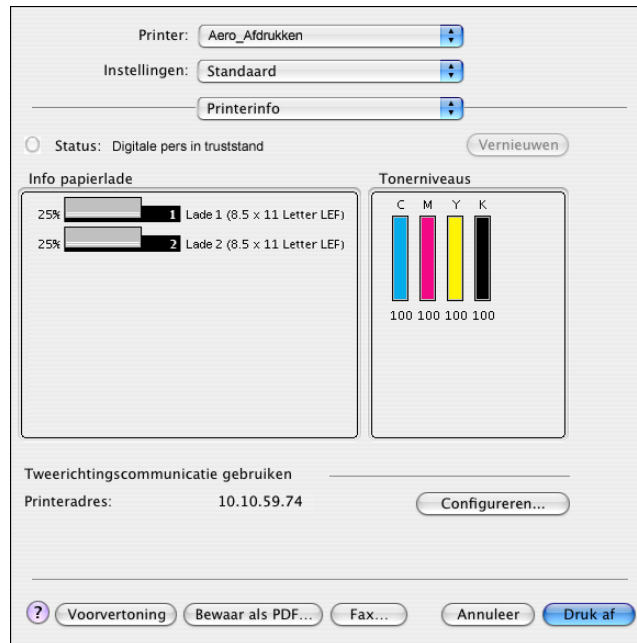 Printer: Aero_Afdrukken
Instellingen: Standaard
Printerinfo
Status: Digitale pers in truststand
Vernieuwen
Info papierlade
Tonerniveaus
25% 1 Lade 1 (8.5 x 11 Letter LEF)
25% 2 Lade 2 (8.5 x 11 Letter LEF)
C M Y K
100 100 100 100
Tweerichtingscommunicatie gebruiken
Printeradres: 10.10.59.74
Configureren...
? Voorvertoning Bewaar als PDF... Fax... Annuleer Druk af